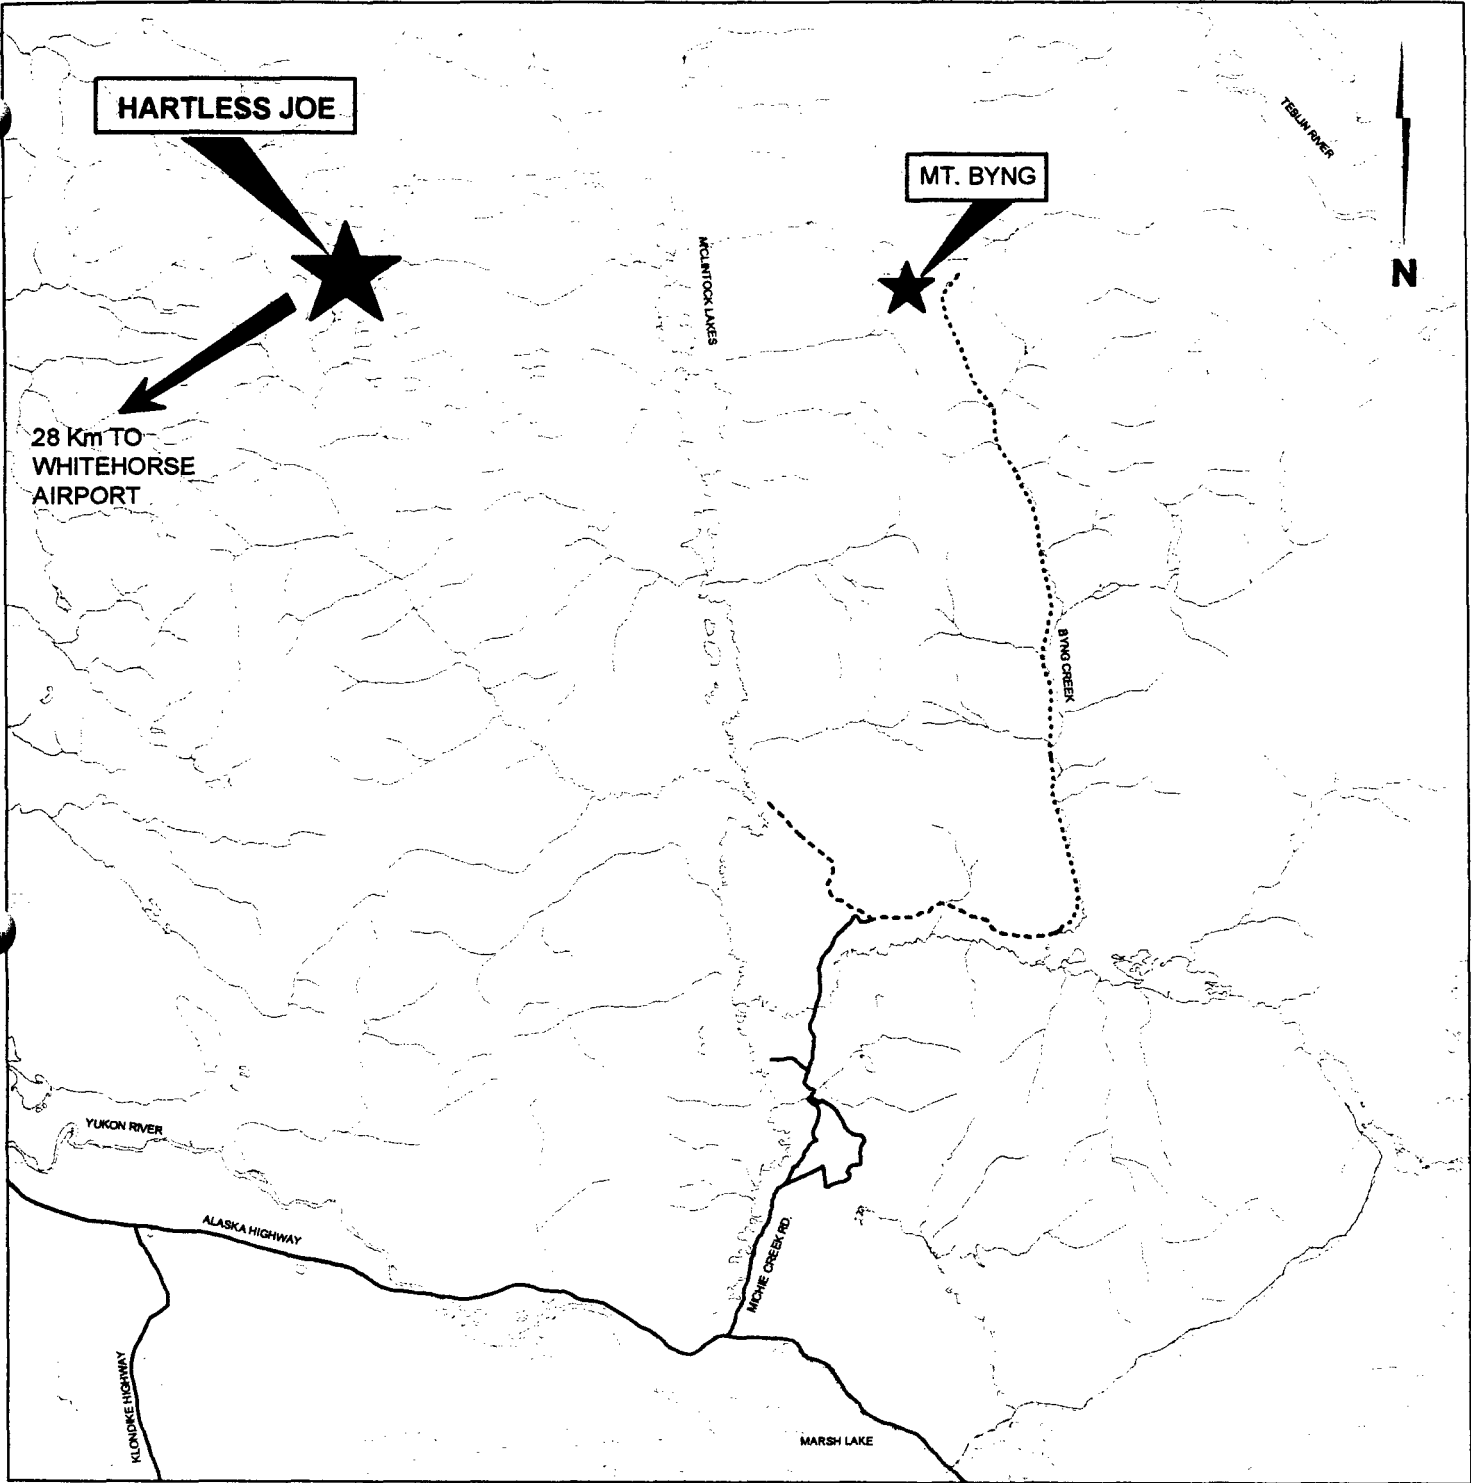 HARTLESS JOE
TESLIN RIVER
MT. BYNG
N
M'CLINTOCK LAKES
28 Km TO
WHITEHORSE
AIRPORT
BYNG CREEK
YUKON RIVER
ALASKA HIGHWAY
MICHIE CREEK RD.
KLONDIKE HIGHWAY
MARSH LAKE